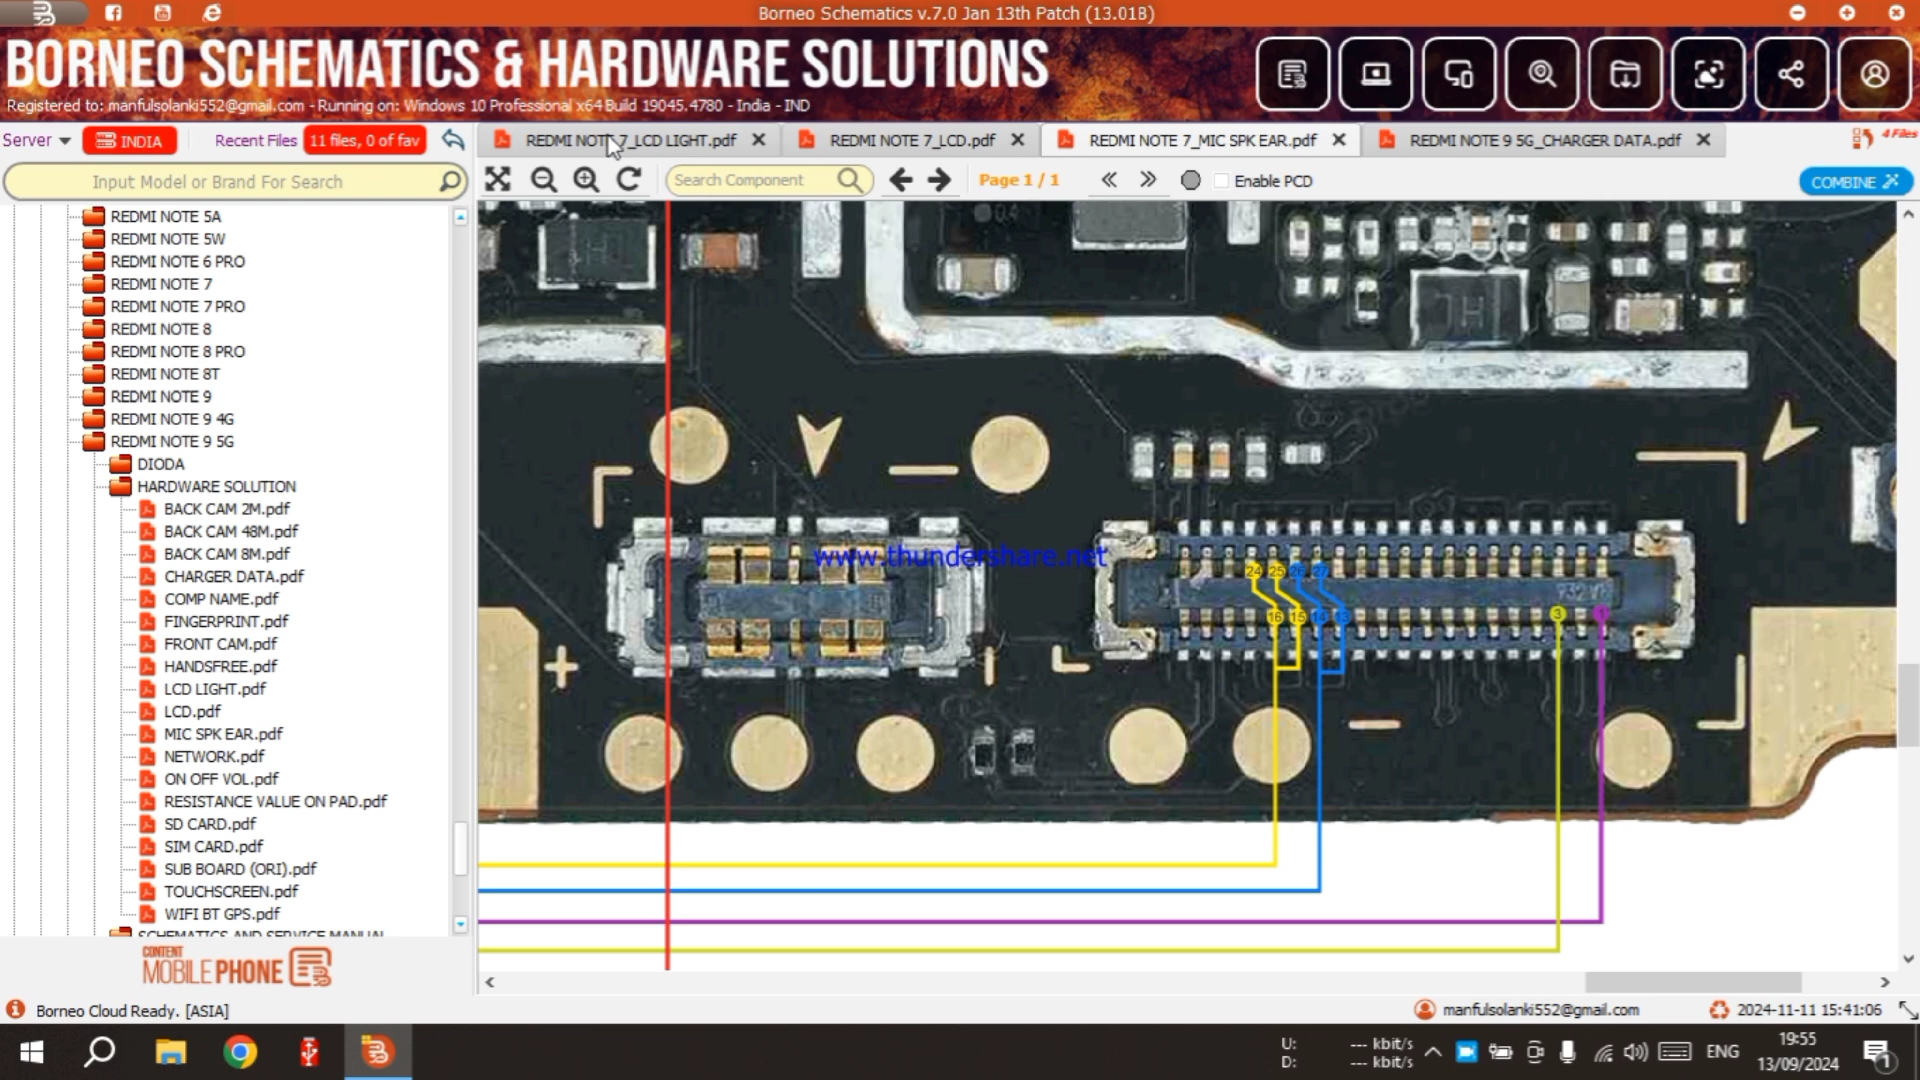 Borneo Schematics v.7.0 Jan 13th Patch (13.01B)
BORNEO SCHEMATICS & HARDWARE SOLUTIONS
Registered to: manfulsolanki552@gmail.com - Running on: Windows 10 Professional x64 Build 19045.4780 - India - IND
Server INDIA Recent Files 11 files, 0 of fav
REDMI NOTE 7_LCD LIGHT.pdf REDMI NOTE 7_LCD.pdf REDMI NOTE 7_MIC SPK EAR.pdf REDMI NOTE 9 5G_CHARGER DATA.pdf 4 Files
Input Model or Brand For Search
Search Component Page 1 / 1 Enable PCD COMBINE
REDMI NOTE 5A
REDMI NOTE 5W
REDMI NOTE 6 PRO
REDMI NOTE 7
REDMI NOTE 7 PRO
REDMI NOTE 8
REDMI NOTE 8 PRO
REDMI NOTE 8T
REDMI NOTE 9
REDMI NOTE 9 4G
REDMI NOTE 9 5G
DIODA
HARDWARE SOLUTION
BACK CAM 2M.pdf
BACK CAM 48M.pdf
BACK CAM 8M.pdf
CHARGER DATA.pdf
COMP NAME.pdf
FINGERPRINT.pdf
FRONT CAM.pdf
HANDSFREE.pdf
LCD LIGHT.pdf
LCD.pdf
MIC SPK EAR.pdf
NETWORK.pdf
ON OFF VOL.pdf
RESISTANCE VALUE ON PAD.pdf
SD CARD.pdf
SIM CARD.pdf
SUB BOARD (ORI).pdf
TOUCHSCREEN.pdf
WIFI BT GPS.pdf
SCHEMATICS AND SERVICE MANUAL
www.thundershare.net
24 25 26 27
16 15 14 13 3 1
CONTENT
MOBILE PHONE
Borneo Cloud Ready. [ASIA]
manfulsolanki552@gmail.com 2024-11-11 15:41:06
U: --- kbit/s
D: --- kbit/s
ENG
19:55
13/09/2024
1